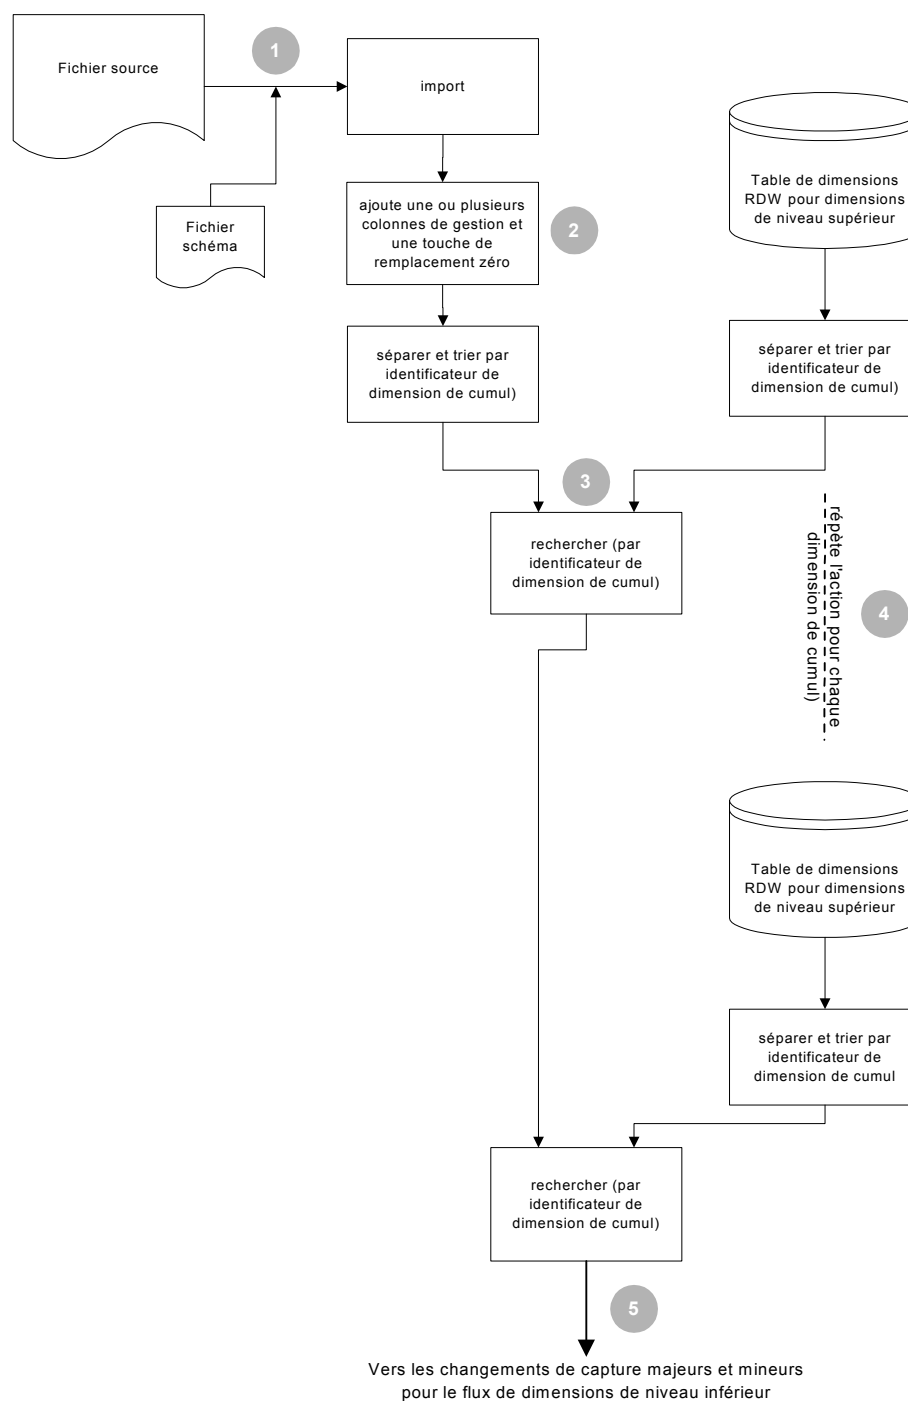 Fichier source
1
import
Fichier
schéma
ajoute une ou plusieurs
colonnes de gestion et
une touche de
remplacement zéro
2
Table de dimensions
RDW pour dimensions
de niveau supérieur
séparer et trier par
identificateur de
dimension de cumul)
séparer et trier par
identificateur de
dimension de cumul)
3
rechercher (par
identificateur de
dimension de cumul)
répète l'action pour chaque
dimension de cumul)
4
Table de dimensions
RDW pour dimensions
de niveau supérieur
séparer et trier par
identificateur de
dimension de cumul
rechercher (par
identificateur de
dimension de cumul)
5
Vers les changements de capture majeurs et mineurs
pour le flux de dimensions de niveau inférieur